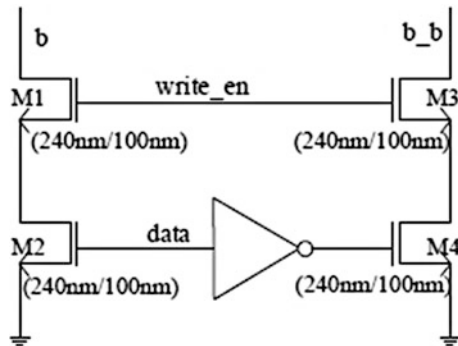 b b_b
M1 write_en M3
(240nm/100nm) (240nm/100nm)
M2 data M4
(240nm/100nm) (240nm/100nm)